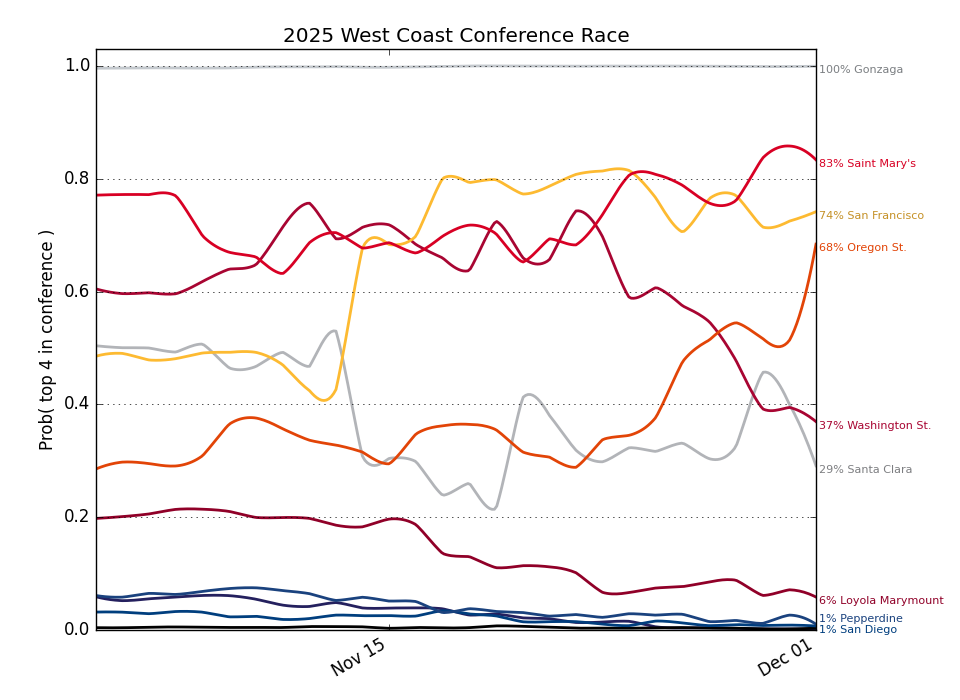 2025 West Coast Conference Race
Prob( top 4 in conference )
1.0
0.8
0.6
0.4
0.2
0.0
Nov 15
Dec 01
100% Gonzaga
83% Saint Mary's
74% San Francisco
68% Oregon St.
37% Washington St.
29% Santa Clara
6% Loyola Marymount
1% Pepperdine
1% San Diego